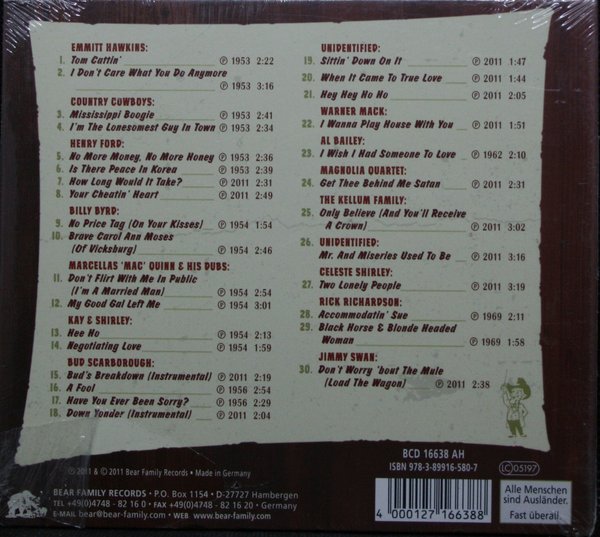 EMMITT HAWKINS:
1. Tom Cattin' ℗ 1953 2:22
2. I Don't Care What You Do Anymore
℗ 1953 3:16
COUNTRY COWBOYS:
3. Mississippi Boogie ℗ 1953 2:41
4. I'm The Lonesomest Guy In Town ℗ 1953 2:34
HENRY FORD:
5. No More Money, No More Honey ℗ 1953 2:36
6. Is There Peace In Korea ℗ 1953 2:39
7. How Long Would It Take? ℗ 2011 2:31
8. Your Cheatin' Heart ℗ 2011 2:49
BILLY BYRD:
9. No Price Tag (On Your Kisses) ℗ 1954 1:54
10. Brave Carol Ann Moses
(Of Vicksburg) ℗ 1954 2:46
MARCELLAS 'MAC' QUINN & HIS DUBS:
11. Don't Flirt With Me In Public
(I'm A Married Man) ℗ 1954 2:54
12. My Good Gal Left Me ℗ 1954 3:01
KAY & SHIRLEY:
13. Hee Ho ℗ 1954 2:13
14. Negotiating Love ℗ 1954 1:59
BUD SCARBOROUGH:
15. Bud's Breakdown (Instrumental) ℗ 2011 2:19
16. A Fool ℗ 1956 2:54
17. Have You Ever Been Sorry? ℗ 1956 2:29
18. Down Yonder (Instrumental) ℗ 2011 2:04
UNIDENTIFIED:
19. Sittin' Down On It ℗ 2011 1:47
20. When It Came To True Love ℗ 2011 1:44
21. Hey Hey Ho Ho ℗ 2011 2:05
WARNER MACK:
22. I Wanna Play House With You ℗ 2011 1:51
AL BAILEY:
23. I Wish I Had Someone To Love ℗ 1962 2:10
MAGNOLIA QUARTET:
24. Get Thee Behind Me Satan ℗ 2011 2:31
THE KELLUM FAMILY:
25. Only Believe (And You'll Receive
A Crown) ℗ 2011 3:02
26. UNIDENTIFIED
Mr. And Miseries Used To Be ℗ 2011 3:16
CELESTE SHIRLEY:
27. Two Lonely People ℗ 2011 3:19
RICK RICHARDSON:
28. Accommodatin' Sue ℗ 1969 2:11
29. Black Horse & Blonde Headed
Woman ℗ 1969 1:58
JIMMY SWAN:
30. Don't Worry 'bout The Mule
(Load The Wagon) ℗ 2011 2:38
℗ 2011 & © 2011 Bear Family Records • Made in Germany
BEAR FAMILY RECORDS • P.O. Box 1154 • D-27727 Hambergen
TEL +49(0)4748 - 82 16 0 • FAX +49(0)4748 - 82 16 20 • Germany
E-MAIL bear@bear-family.com • WEB www.bear-family.com
BCD 16638 AH
ISBN 978-3-89916-580-7
4 000127 166388
LC 05197
Alle Menschen
sind Ausländer.
Fast überall.